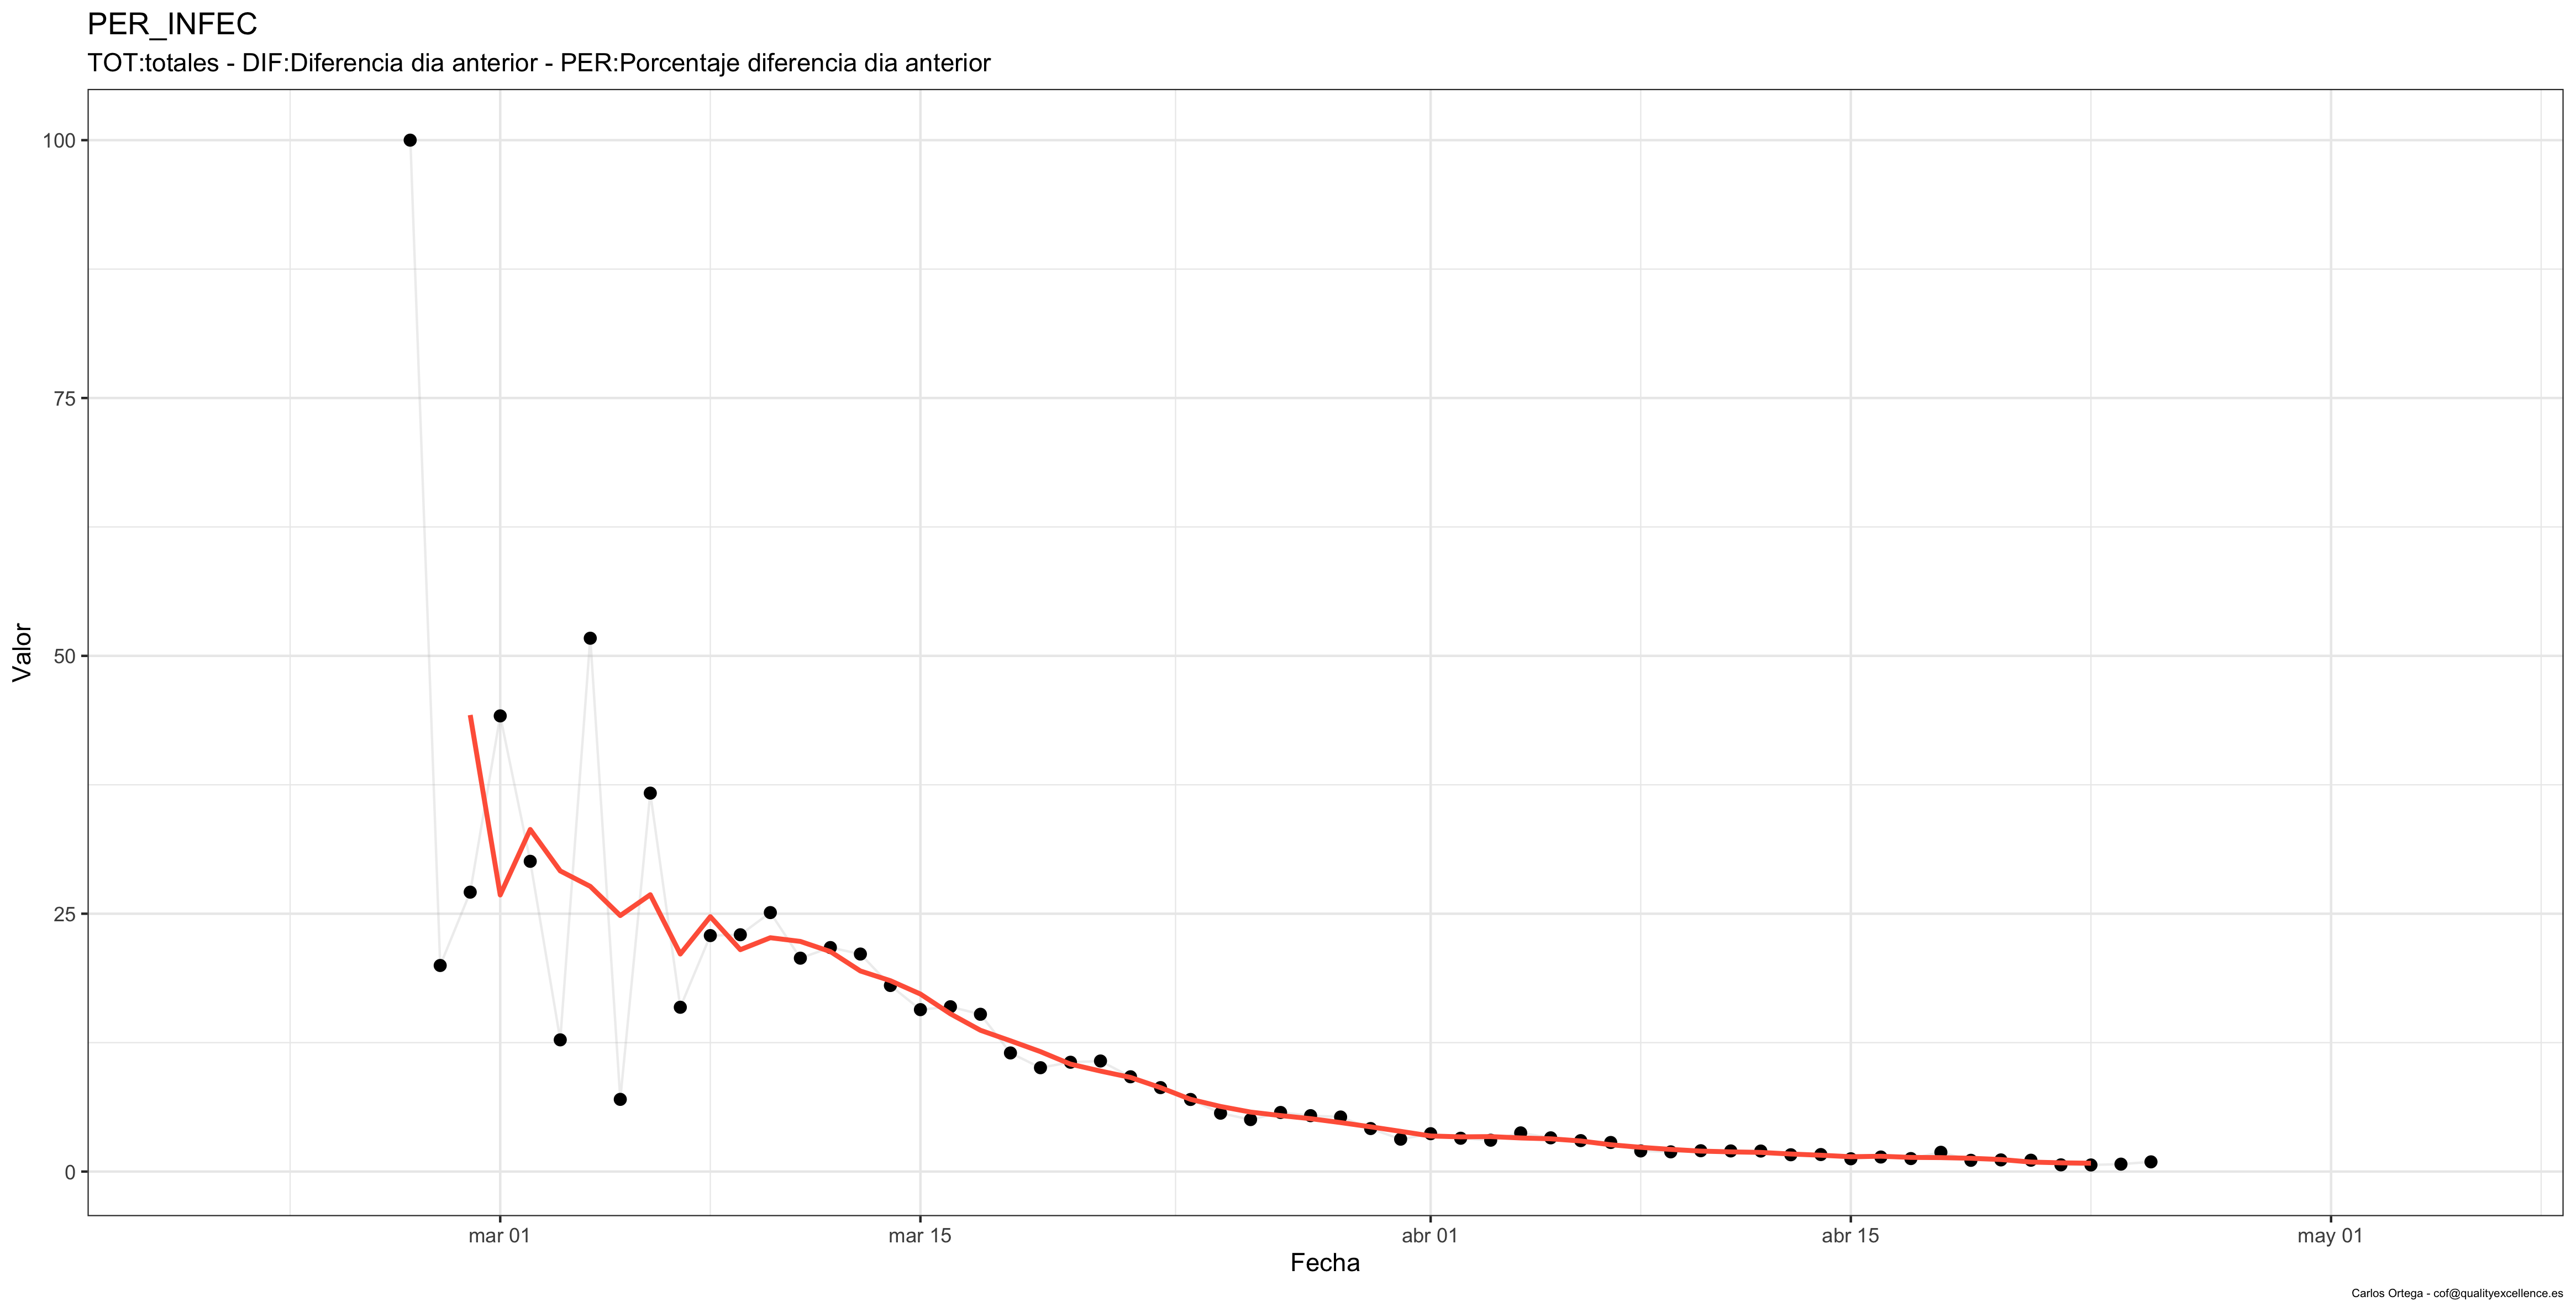 PER_INFEC
TOT:totales - DIF:Diferencia dia anterior - PER:Porcentaje diferencia dia anterior
100
75
50
25
0
Valor
mar 01
mar 15
abr 01
abr 15
may 01
Fecha
Carlos Ortega - cof@qualityexcellence.es